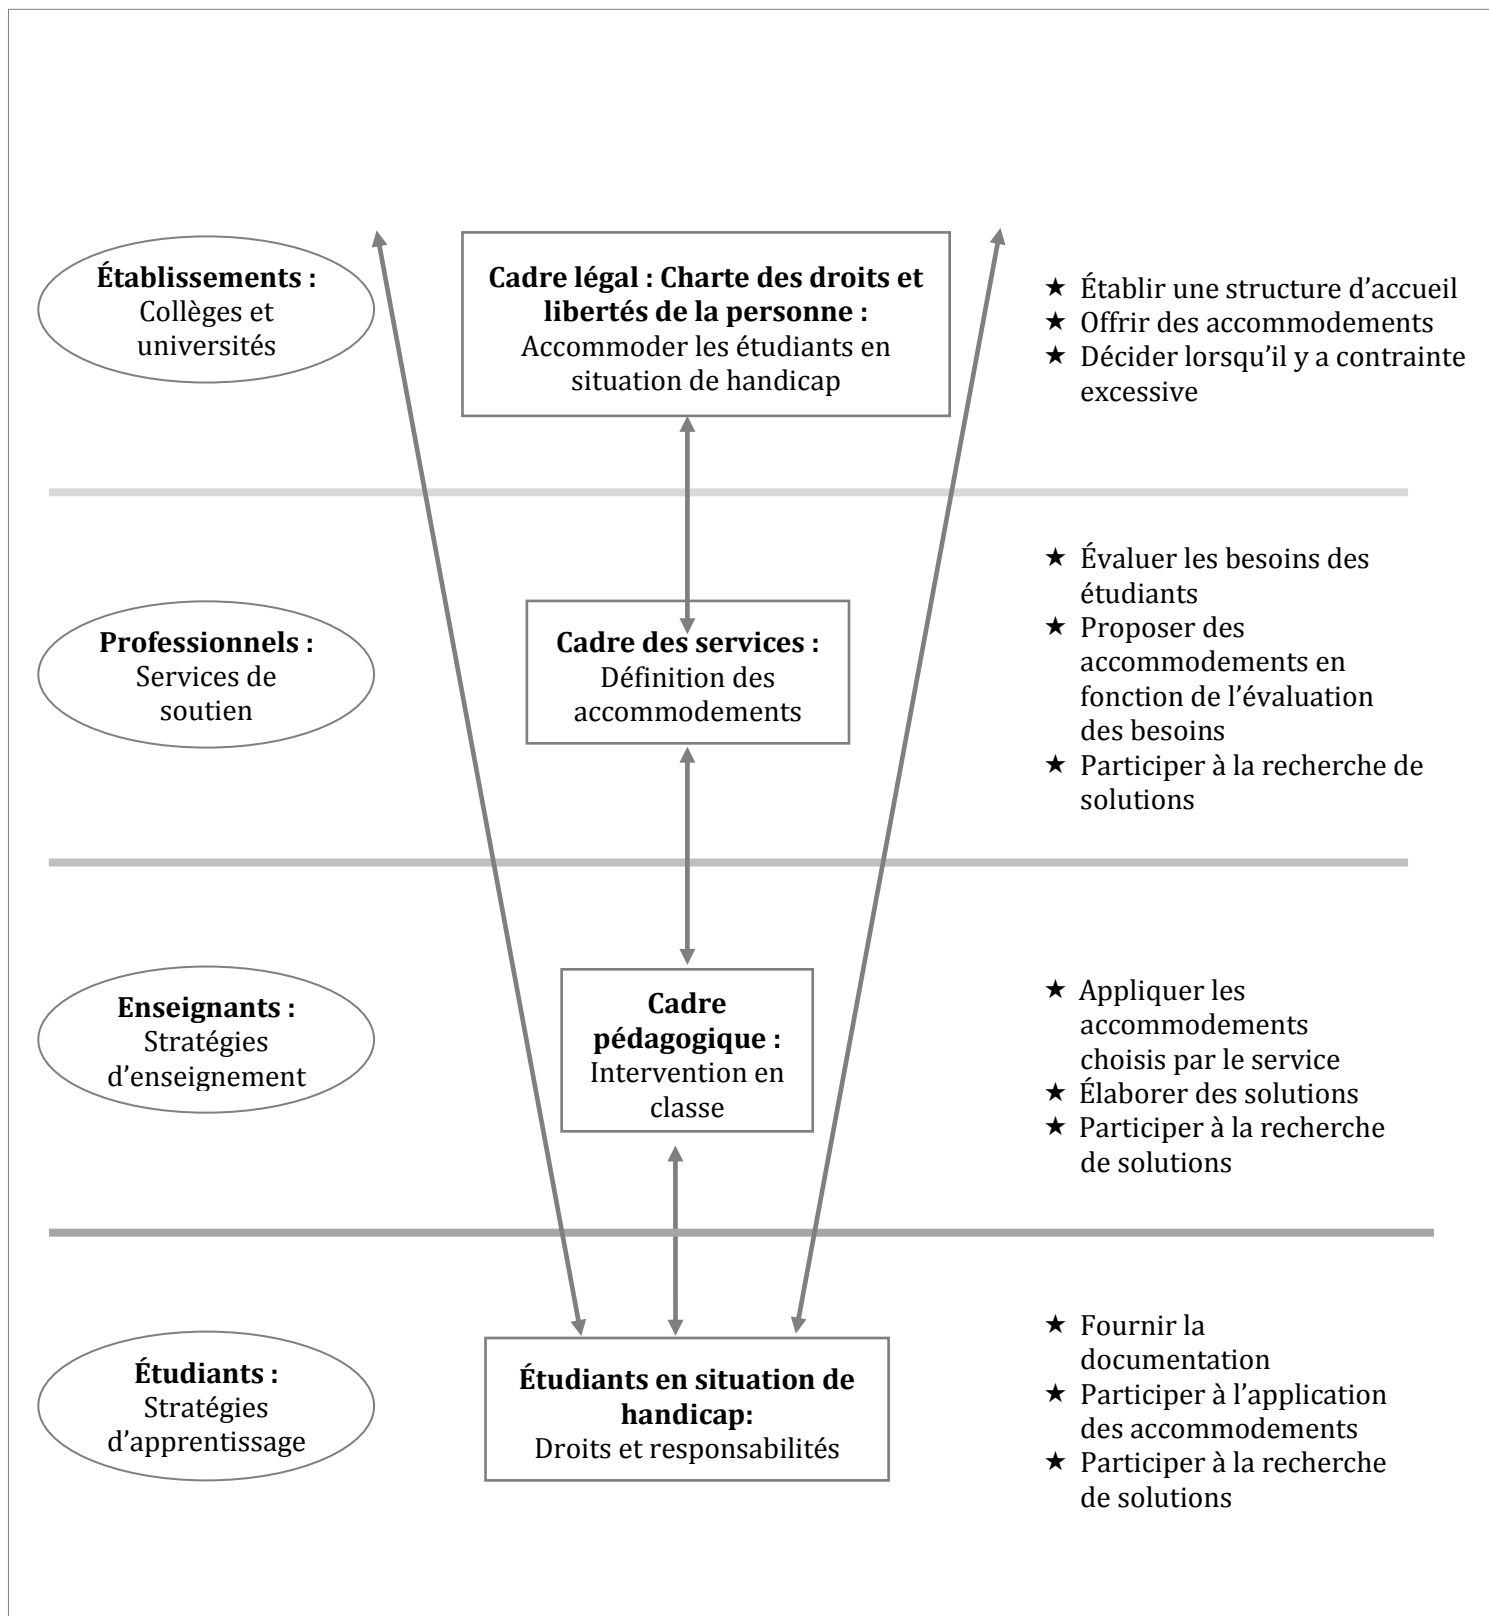 Établissements :
Collèges et
universités
Cadre légal : Charte des droits et
libertés de la personne :
Accommoder les étudiants en
situation de handicap
★ Établir une structure d’accueil
★ Offrir des accommodements
★ Décider lorsqu’il y a contrainte
excessive
Professionnels :
Services de
soutien
Cadre des services :
Définition des
accommodements
★ Évaluer les besoins des
étudiants
★ Proposer des
accommodements en
fonction de l’évaluation
des besoins
★ Participer à la recherche de
solutions
Enseignants :
Stratégies
d’enseignement
Cadre
pédagogique :
Intervention en
classe
★ Appliquer les
accommodements
choisis par le service
★ Élaborer des solutions
★ Participer à la recherche
de solutions
Étudiants :
Stratégies
d’apprentissage
Étudiants en situation de
handicap:
Droits et responsabilités
★ Fournir la
documentation
★ Participer à l’application
des accommodements
★ Participer à la recherche
de solutions